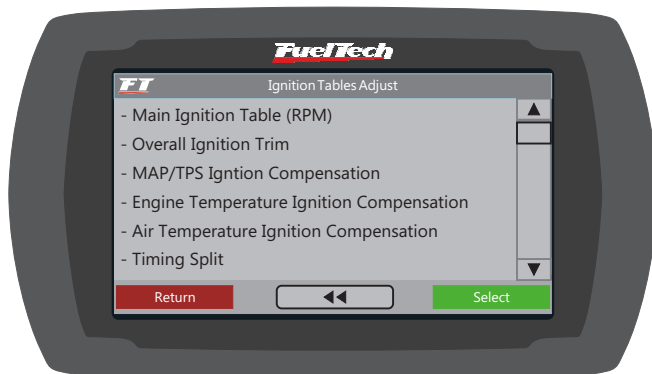 FuelTech
FT Ignition Tables Adjust
- Main Ignition Table (RPM)
- Overall Ignition Trim
- MAP/TPS Igntion Compensation
- Engine Temperature Ignition Compensation
- Air Temperature Ignition Compensation
- Timing Split
Return Select